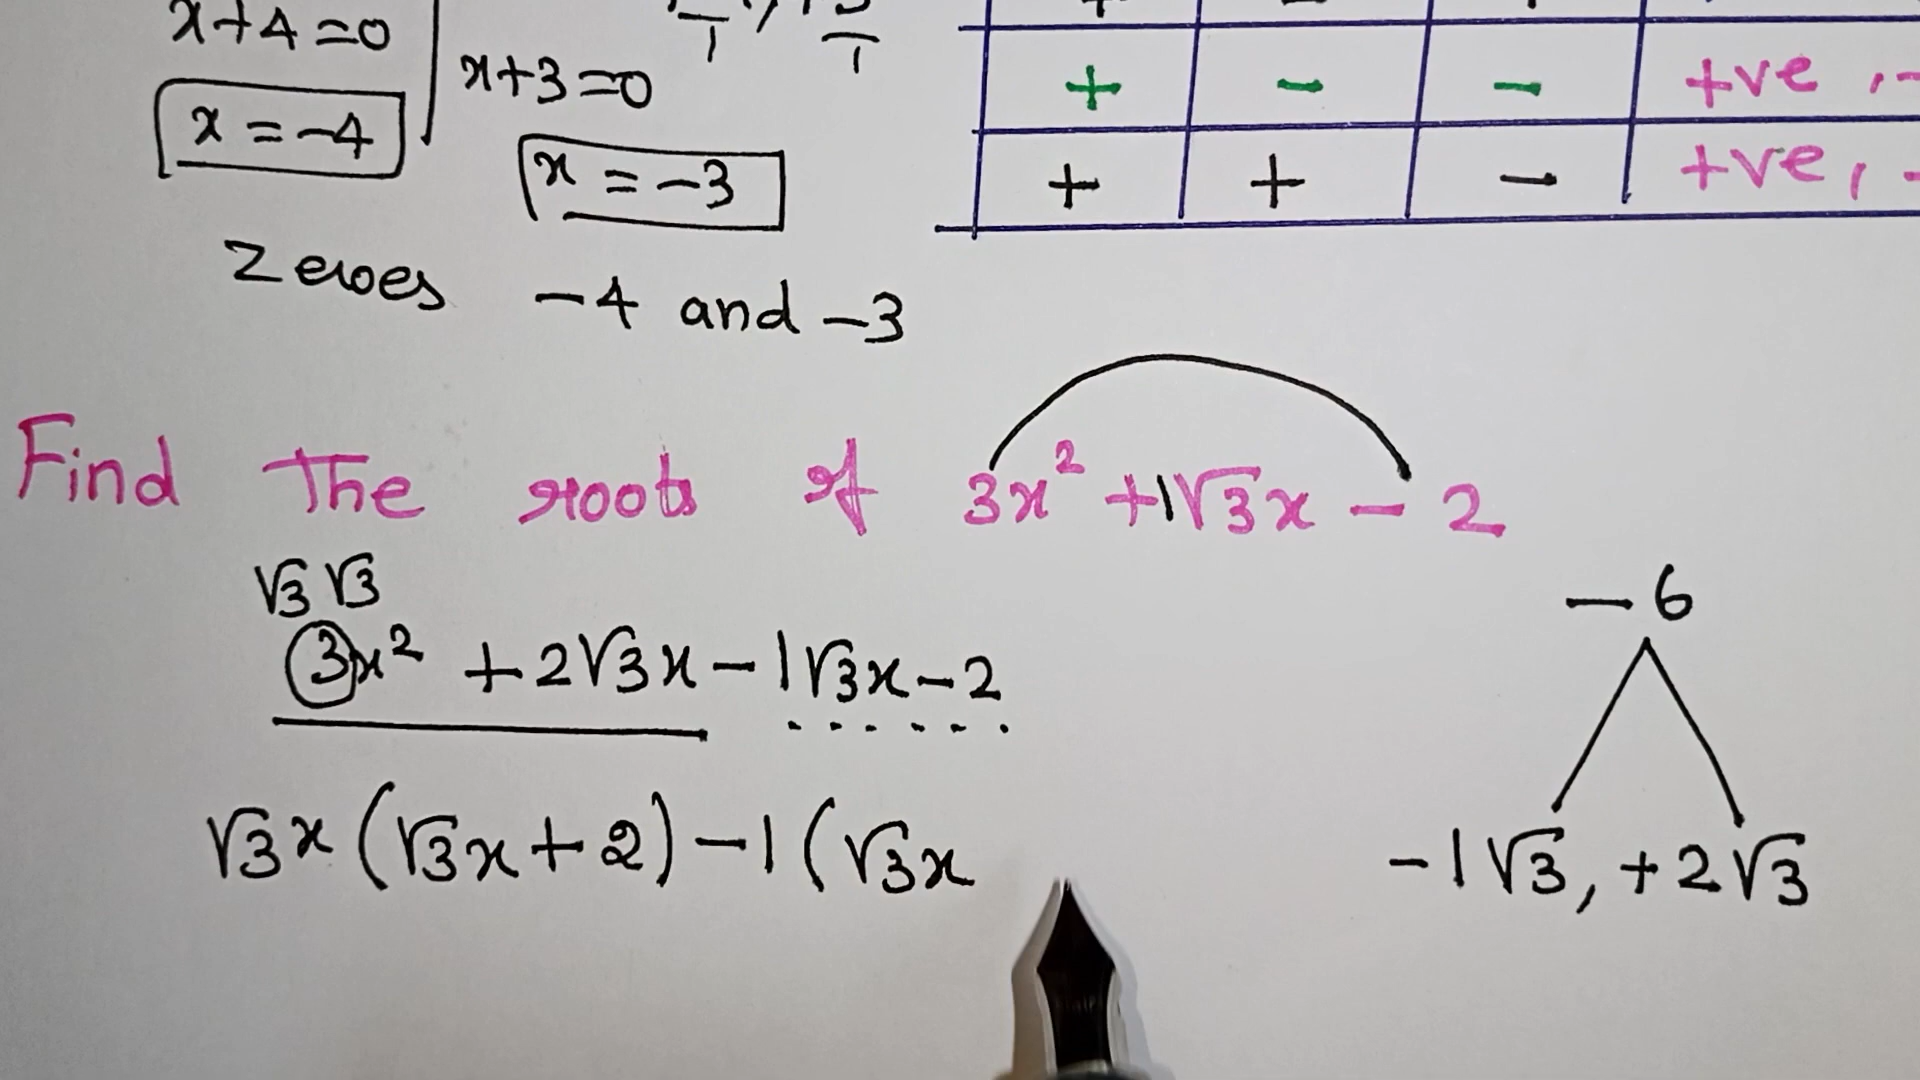 x+4=0
x+3=0
x = -4
x = -3
Zeroes -4 and -3
+ - - +ve , -
+ + - +ve, -
Find The roots of 3x² +1√3x - 2
√3 √3
3x² +2√3x - 1√3x - 2
√3x (√3x + 2) - 1 (√3x
- 6
-1√3, +2√3